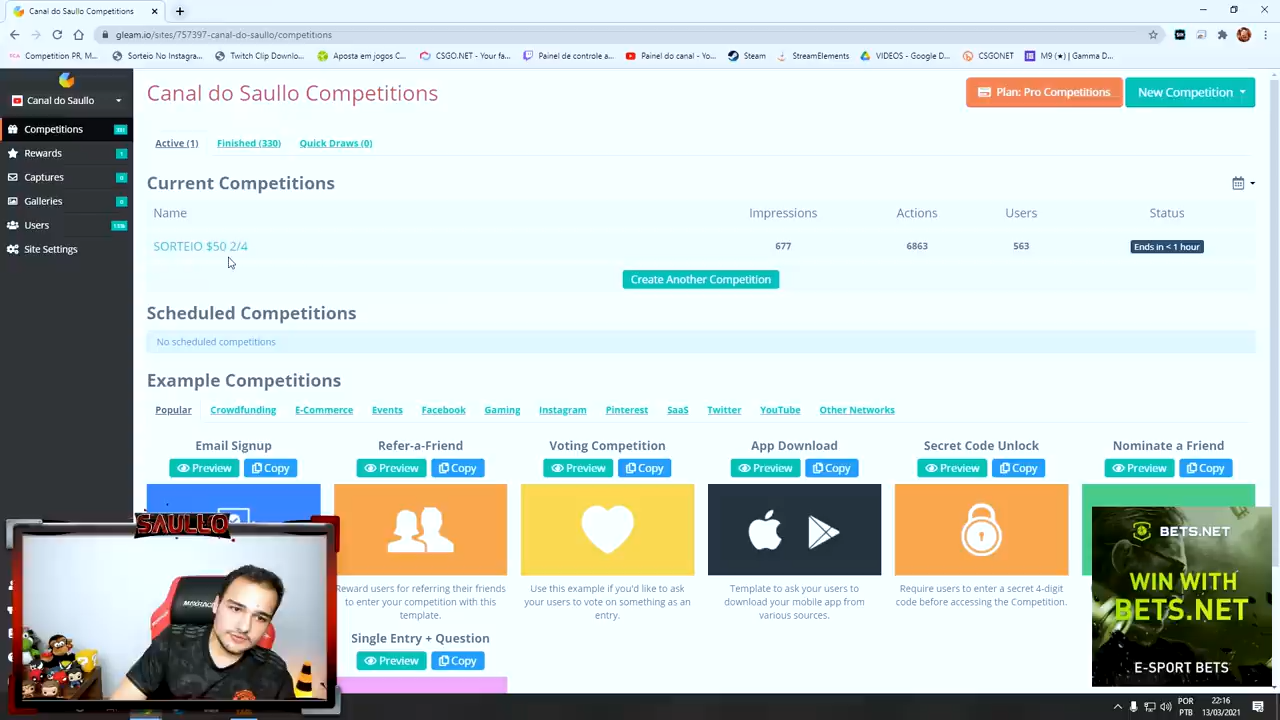 Canal do Saullo Competitions
gleam.io/sites/757397-canal-do-saullo/competitions
Competition PR, M...
Sorteio No Instagra...
Twitch Clip Downlo...
Aposta em jogos C...
CSGO.NET - Your fa...
Painel de controle a...
Painel do canal - Yo...
Steam
StreamElements
VIDEOS - Google D...
CSGONET
M9 (★) | Gamma D...
Canal do Saullo
Competitions 331
Rewards 1
Captures 0
Galleries 0
Users
Site Settings
Canal do Saullo Competitions
Plan: Pro Competitions
New Competition
Active (1)
Finished (330)
Quick Draws (0)
Current Competitions
Name Impressions Actions Users Status
SORTEIO $50 2/4 677 6863 563 Ends in < 1 hour
Create Another Competition
Scheduled Competitions
No scheduled competitions
Example Competitions
Popular Crowdfunding E-Commerce Events Facebook Gaming Instagram Pinterest SaaS Twitter YouTube Other Networks
Email Signup
Preview Copy
Refer-a-Friend
Preview Copy
Reward users for referring their friends
to enter your competition with this
template.
Voting Competition
Preview Copy
Use this example if you'd like to ask
your users to vote on something as an
entry.
App Download
Preview Copy
Template to ask your users to
download your mobile app from
various sources.
Secret Code Unlock
Preview Copy
Require users to enter a secret 4-digit
code before accessing the Competition.
Nominate a Friend
Preview Copy
Single Entry + Question
Preview Copy
SAULLO
BETS.NET
WIN WITH
BETS.NET
E-SPORT BETS
POR
PTB
22:16
13/03/2021